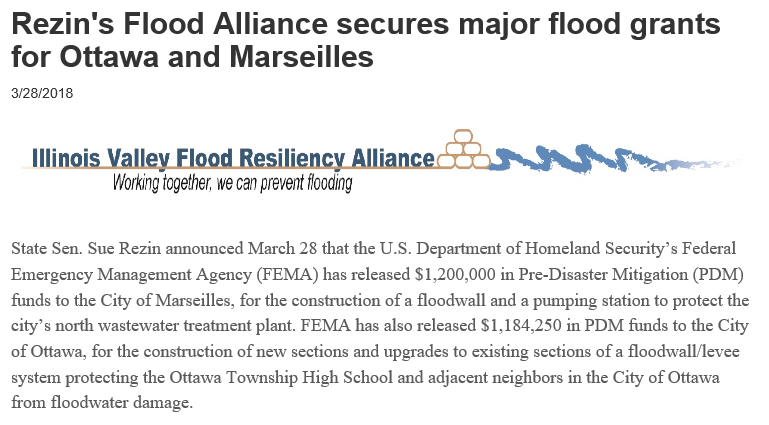 Rezin's Flood Alliance secures major flood grants
for Ottawa and Marseilles
3/28/2018
Illinois Valley Flood Resiliency Alliance
Working together, we can prevent flooding
State Sen. Sue Rezin announced March 28 that the U.S. Department of Homeland Security’s Federal
Emergency Management Agency (FEMA) has released $1,200,000 in Pre-Disaster Mitigation (PDM)
funds to the City of Marseilles, for the construction of a floodwall and a pumping station to protect the
city’s north wastewater treatment plant. FEMA has also released $1,184,250 in PDM funds to the City
of Ottawa, for the construction of new sections and upgrades to existing sections of a floodwall/levee
system protecting the Ottawa Township High School and adjacent neighbors in the City of Ottawa
from floodwater damage.